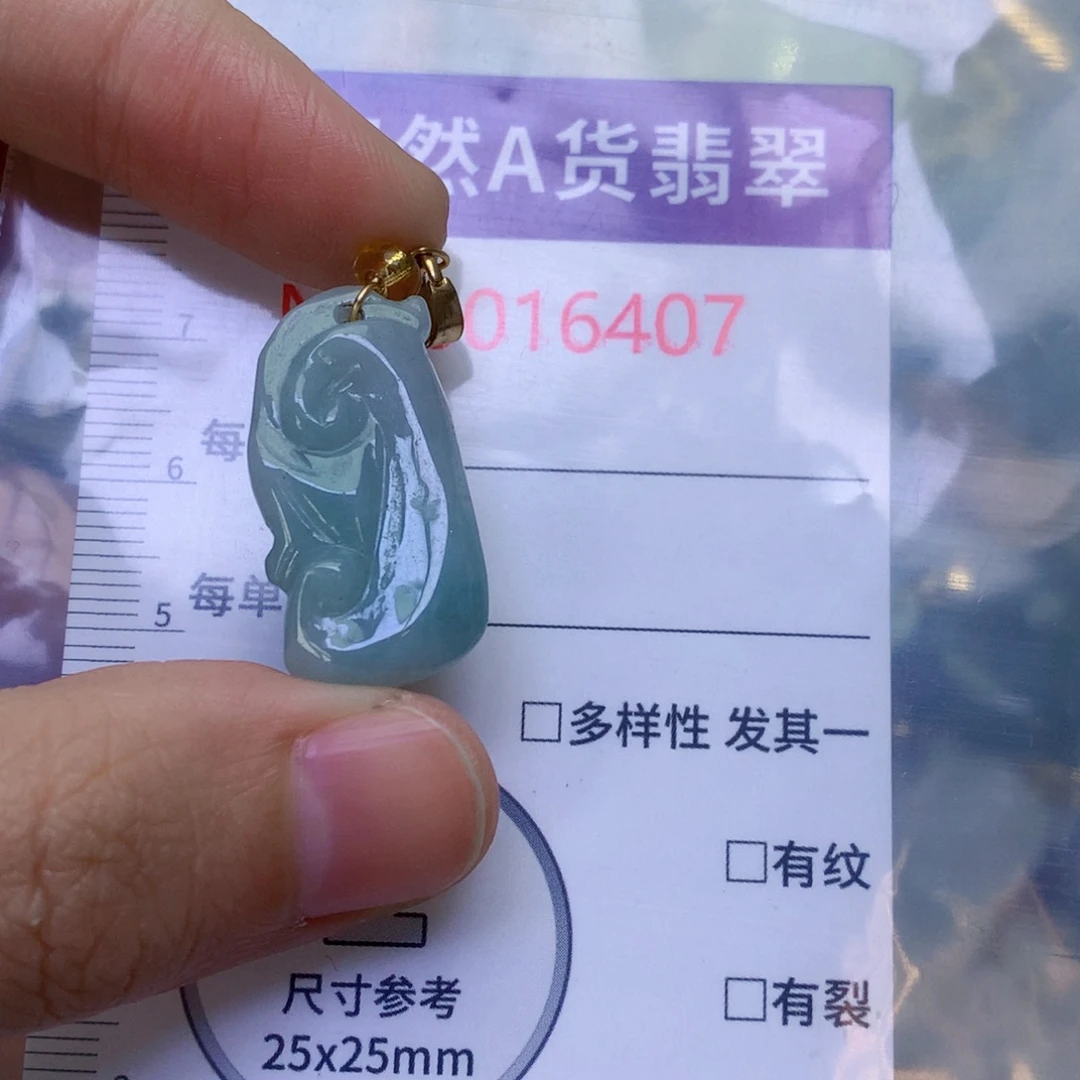 然A货翡翠
016407
7
每
6
每单
5
□多样性 发其一
□有纹
□有裂
尺寸参考
25x25mm